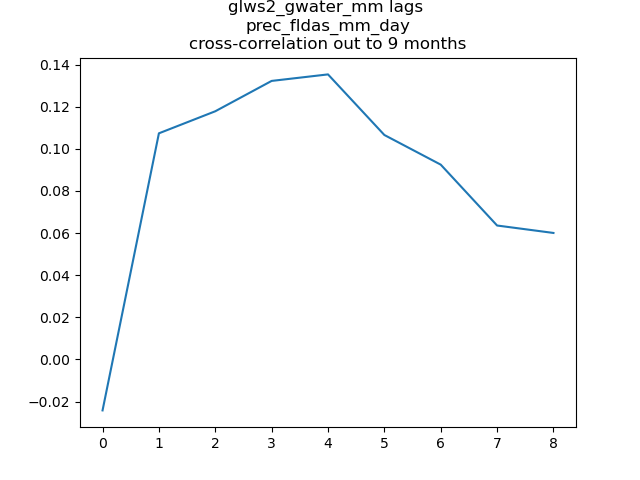 glws2_gwater_mm lags
prec_fldas_mm_day
cross-correlation out to 9 months
0.14
0.12
0.10
0.08
0.06
0.04
0.02
0.00
−0.02
0 1 2 3 4 5 6 7 8